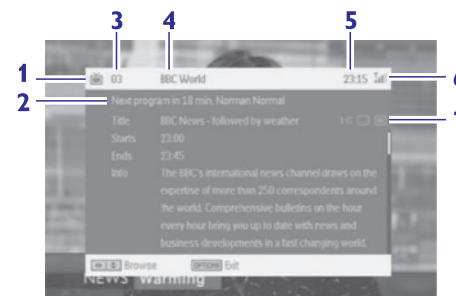 3 4 5
1 03 BBC World 23:15 6
2 Next program in 18 min. Norman Normal
Title BBC News - followed by weather
Starts 23:00
Ends 23:45
Info The BBC's international news channel draws on the
expertise of more than 250 correspondents around
the world. Comprehensive bulletins on the hour
every hour bring you up to date with news and
business developments in a fast changing world.
Browse OPTIONS Exit
NEWS Warming